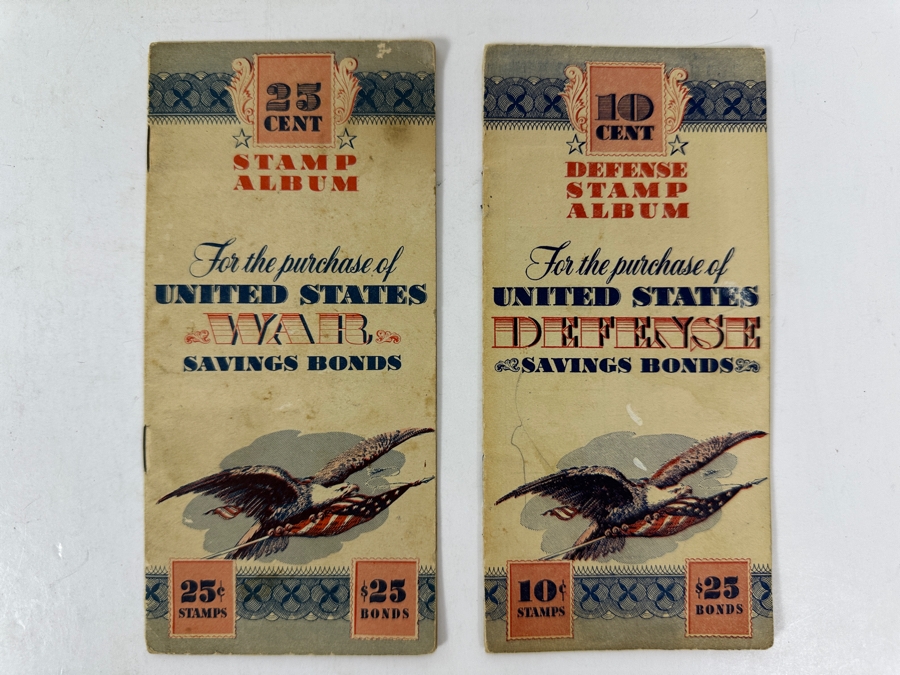 25
CENT
STAMP
ALBUM
For the purchase of
UNITED STATES
WAR
SAVINGS BONDS
25¢
STAMPS
$25
BONDS
10
CENT
DEFENSE
STAMP
ALBUM
For the purchase of
UNITED STATES
DEFENSE
SAVINGS BONDS
10¢
STAMPS
$25
BONDS